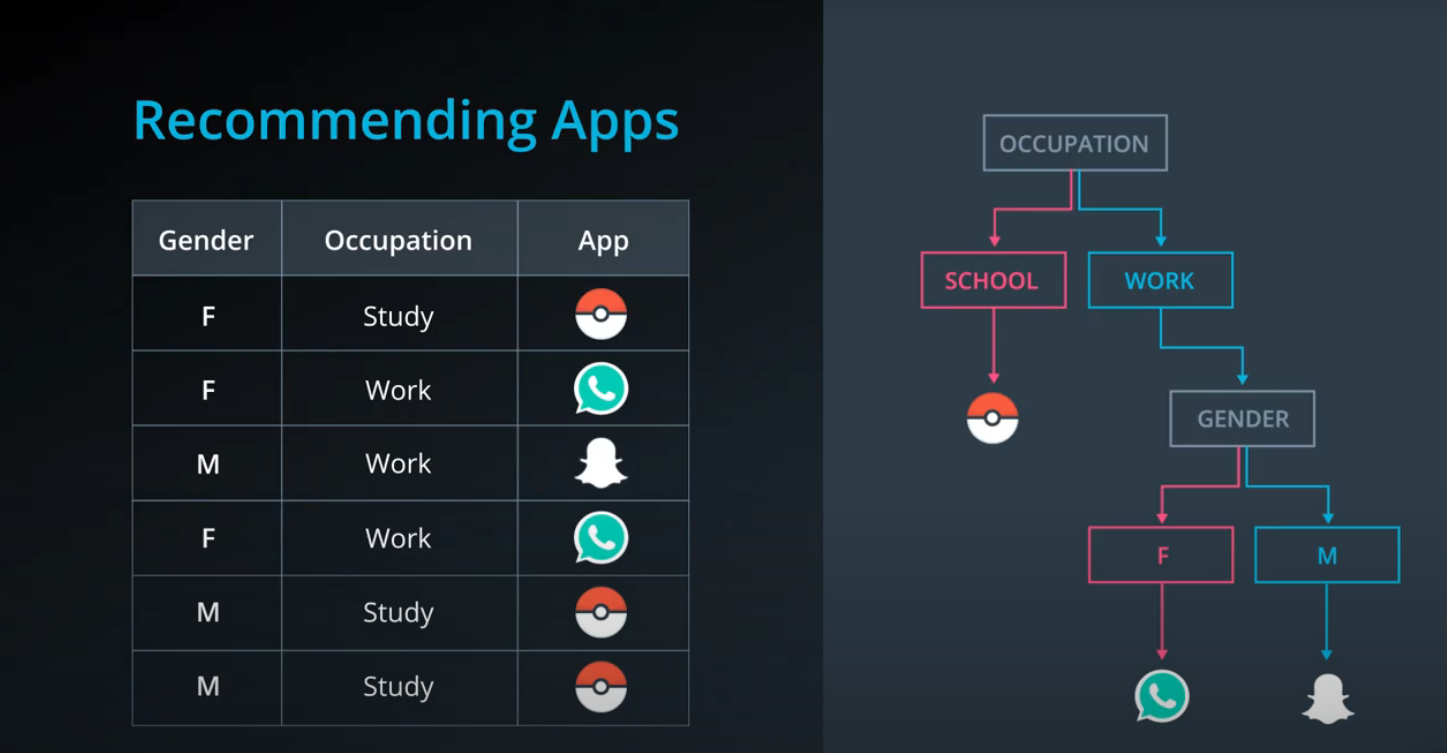 Recommending Apps
Gender Occupation App
F Study
F Work
M Work
F Work
M Study
M Study
OCCUPATION
SCHOOL WORK
GENDER
F M